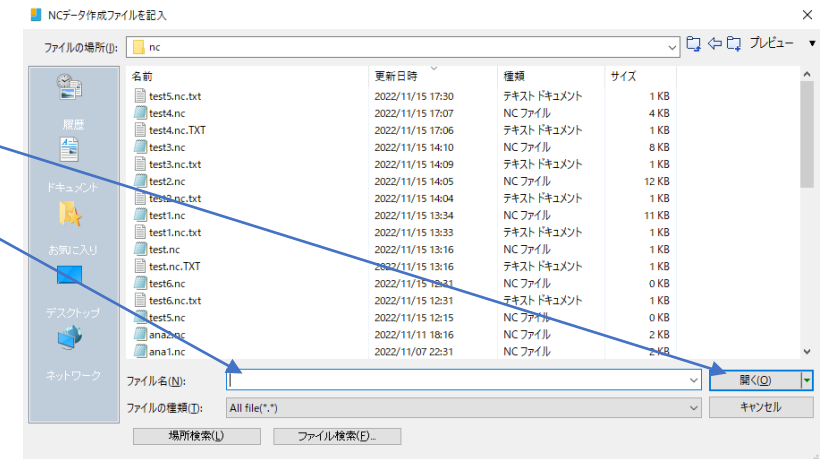 NCデータ作成ファイルを記入
ファイルの場所(I): nc プレビュー
名前 更新日時 種類 サイズ
test5.nc.txt 2022/11/15 17:30 テキスト ドキュメント 1 KB
test4.nc 2022/11/15 17:07 NC ファイル 4 KB
test4.nc.TXT 2022/11/15 17:06 テキスト ドキュメント 1 KB
test3.nc 2022/11/15 14:10 NC ファイル 8 KB
test3.nc.txt 2022/11/15 14:09 テキスト ドキュメント 1 KB
test2.nc 2022/11/15 14:05 NC ファイル 12 KB
test2.nc.txt 2022/11/15 14:04 テキスト ドキュメント 1 KB
test1.nc 2022/11/15 13:34 NC ファイル 11 KB
test1.nc.txt 2022/11/15 13:33 テキスト ドキュメント 1 KB
test.nc 2022/11/15 13:16 NC ファイル 1 KB
test.nc.TXT 2022/11/15 13:16 テキスト ドキュメント 1 KB
test6.nc 2022/11/15 12:31 NC ファイル 0 KB
test6.nc.txt 2022/11/15 12:31 テキスト ドキュメント 1 KB
test5.nc 2022/11/15 12:15 NC ファイル 0 KB
ana2.nc 2022/11/11 18:16 NC ファイル 2 KB
ana1.nc 2022/11/07 22:31 NC ファイル 2 KB
履歴
ドキュメント
お気に入り
デスクトップ
ネットワーク
ファイル名(N): 開く(O)
ファイルの種類(T): All file(*.*) キャンセル
場所検索(L) ファイル検索(F)...